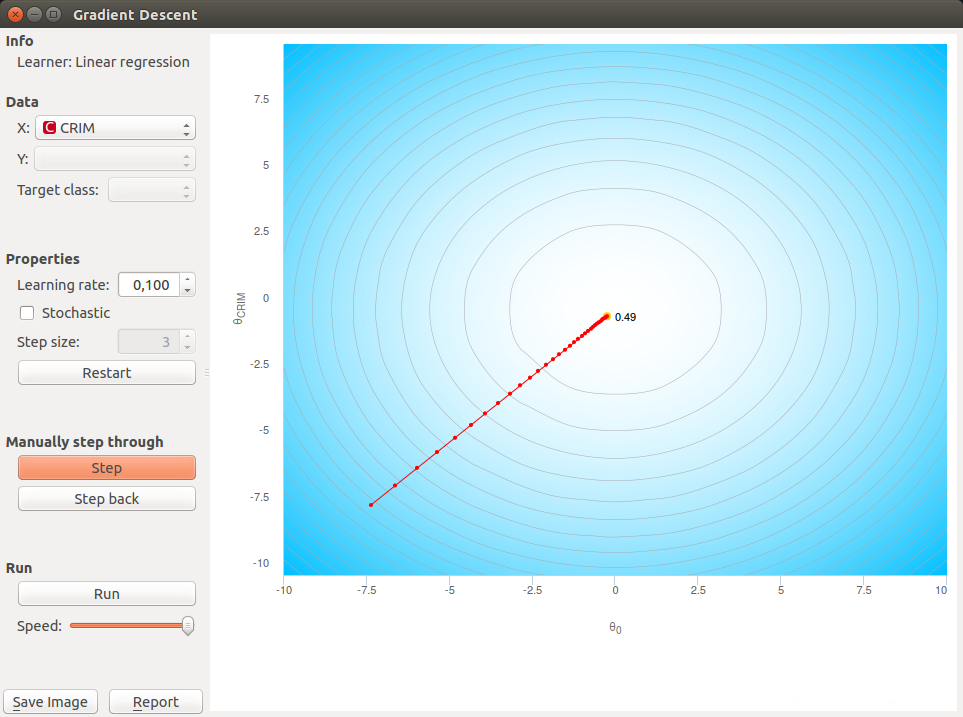 Gradient Descent
Info
Learner: Linear regression
Data
X: C CRIM
Y:
Target class:
Properties
Learning rate: 0,100
Stochastic
Step size: 3
Restart
Manually step through
Step
Step back
Run
Run
Speed:
Save Image Report
7.5
5
2.5
0
-2.5
-5
-7.5
-10
θCRIM
0.49
-10 -7.5 -5 -2.5 0 2.5 5 7.5 10
θ0